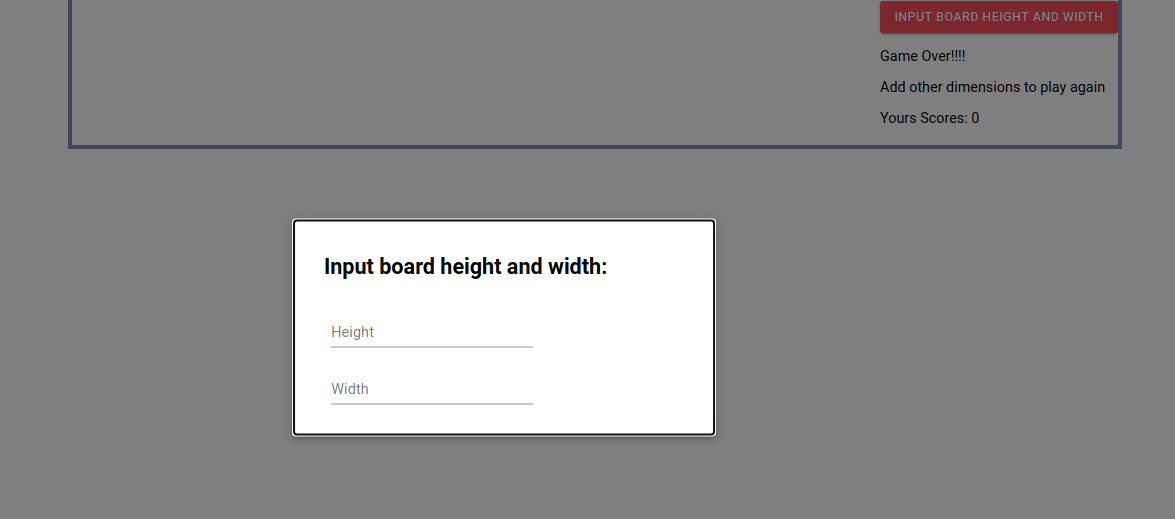 INPUT BOARD HEIGHT AND WIDTH
Game Over!!!!
Add other dimensions to play again
Yours Scores: 0
Input board height and width:
Height
Width